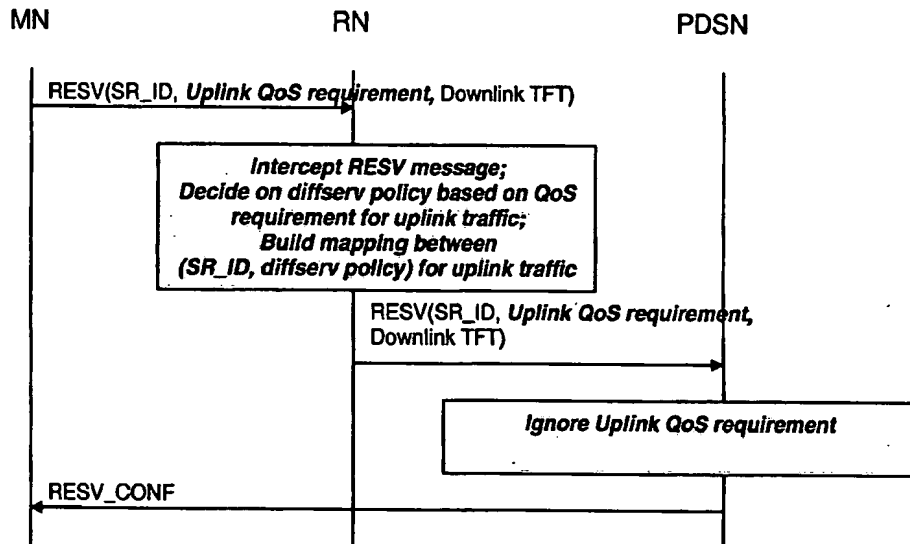 MN
RN
PDSN
RESV(SR_ID, Uplink QoS requirement, Downlink TFT)
Intercept RESV message;
Decide on diffserv policy based on QoS
requirement for uplink traffic;
Build mapping between
(SR_ID, diffserv policy) for uplink traffic
RESV(SR_ID, Uplink QoS requirement,
Downlink TFT)
Ignore Uplink QoS requirement
RESV_CONF